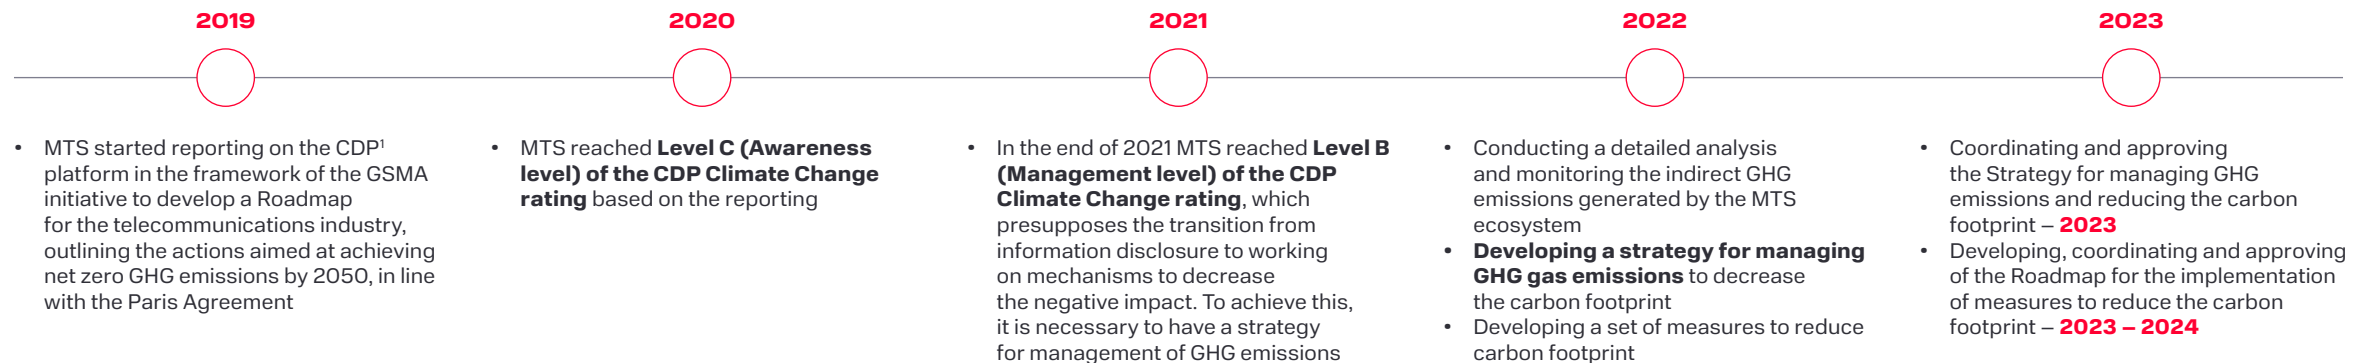 2019
• MTS started reporting on the CDP¹
platform in the framework of the GSMA
initiative to develop a Roadmap
for the telecommunications industry,
outlining the actions aimed at achieving
net zero GHG emissions by 2050, in line
with the Paris Agreement
2020
• MTS reached Level C (Awareness
level) of the CDP Climate Change
rating based on the reporting
2021
• In the end of 2021 MTS reached Level B
(Management level) of the CDP
Climate Change rating, which
presupposes the transition from
information disclosure to working
on mechanisms to decrease
the negative impact. To achieve this,
it is necessary to have a strategy
for management of GHG emissions
2022
• Conducting a detailed analysis
and monitoring the indirect GHG
emissions generated by the MTS
ecosystem
• Developing a strategy for managing
GHG gas emissions to decrease
the carbon footprint
• Developing a set of measures to reduce
carbon footprint
2023
• Coordinating and approving
the Strategy for managing GHG
emissions and reducing the carbon
footprint – 2023
• Developing, coordinating and approving
of the Roadmap for the implementation
of measures to reduce the carbon
footprint – 2023 – 2024